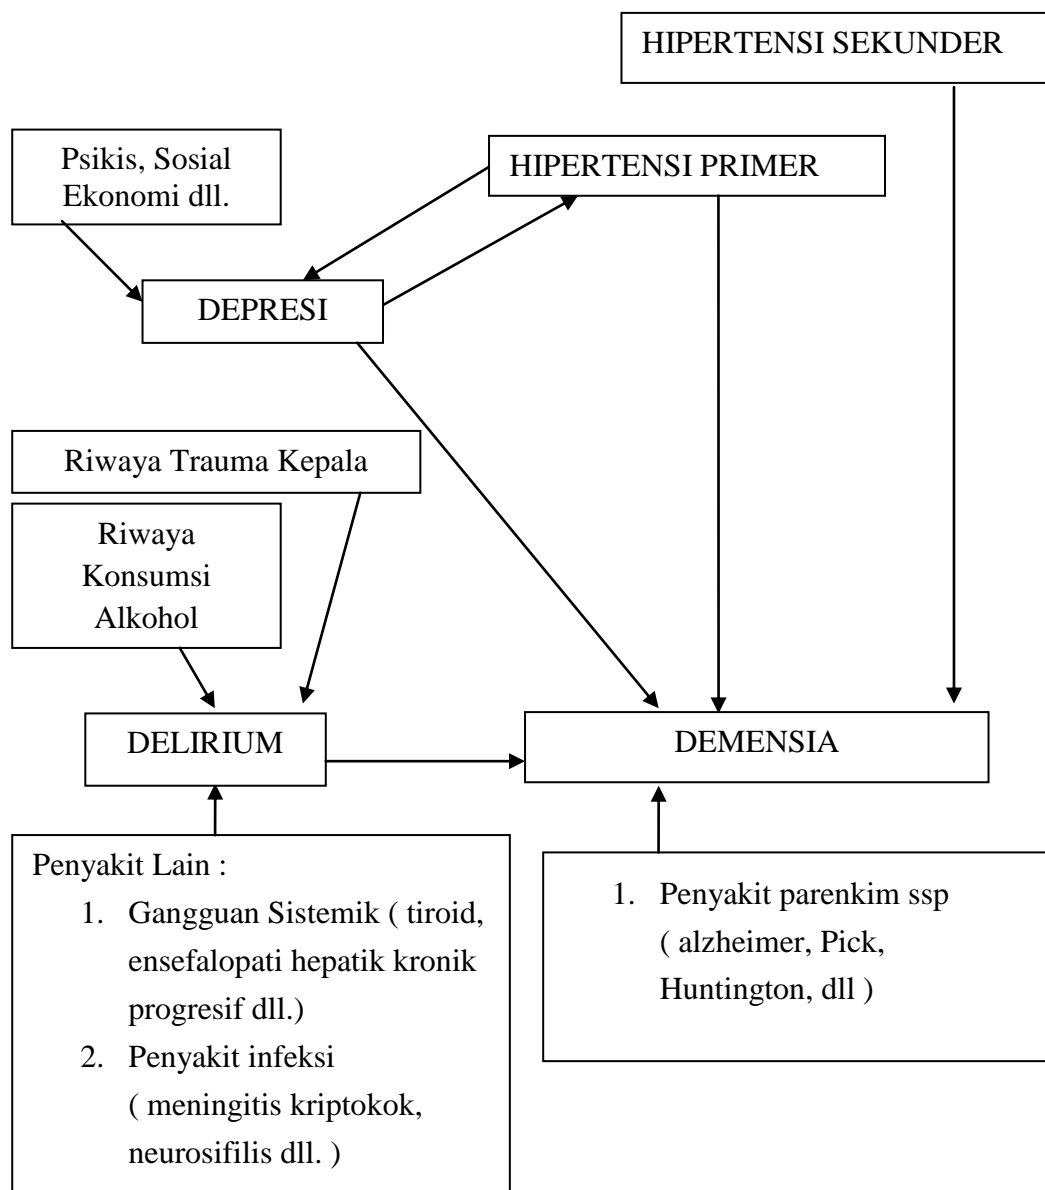 HIPERTENSI SEKUNDER
Psikis, Sosial
Ekonomi dll.
HIPERTENSI PRIMER
DEPRESI
Riwaya Trauma Kepala
Riwaya
Konsumsi
Alkohol
DELIRIUM
DEMENSIA
Penyakit Lain :
1. Gangguan Sistemik ( tiroid,
ensefalopati hepatik kronik
progresif dll.)
2. Penyakit infeksi
( meningitis kriptokok,
neurosifilis dll. )
1. Penyakit parenkim ssp
( alzheimer, Pick,
Huntington, dll )